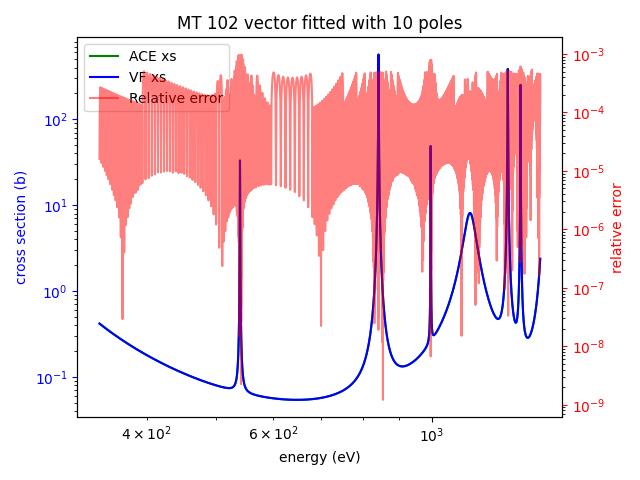 MT 102 vector fitted with 10 poles
ACE xs
VF xs
Relative error
cross section (b)
10²
10¹
10⁰
10⁻¹
10⁻³
10⁻⁴
10⁻⁵
10⁻⁶
10⁻⁷
10⁻⁸
10⁻⁹
relative error
4 × 10²
6 × 10²
10³
energy (eV)